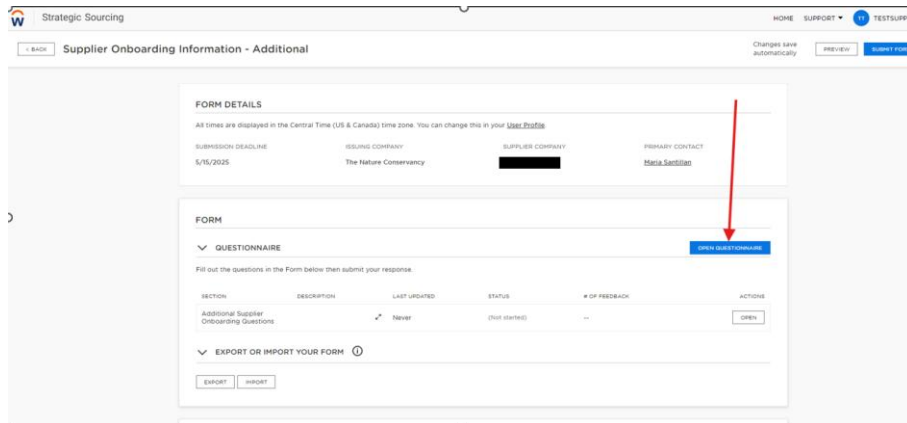 w Strategic Sourcing HOME SUPPORT TT TESTSUPP
< BACK Supplier Onboarding Information - Additional Changes save automatically PREVIEW SUBMIT FOR
FORM DETAILS
All times are displayed in the Central Time (US & Canada) time zone. You can change this in your User Profile
SUBMISSION DEADLINE ISSUING COMPANY SUPPLIER COMPANY PRIMARY CONTACT
5/15/2025 The Nature Conservancy Maria Santillan
FORM
QUESTIONNAIRE OPEN QUESTIONNAIRE
Fill out the questions in the Form below then submit your response.
SECTION DESCRIPTION LAST UPDATED STATUS # OF FEEDBACK ACTIONS
Additional Supplier
Onboarding Questions Never (Not started) -- OPEN
EXPORT OR IMPORT YOUR FORM
EXPORT IMPORT